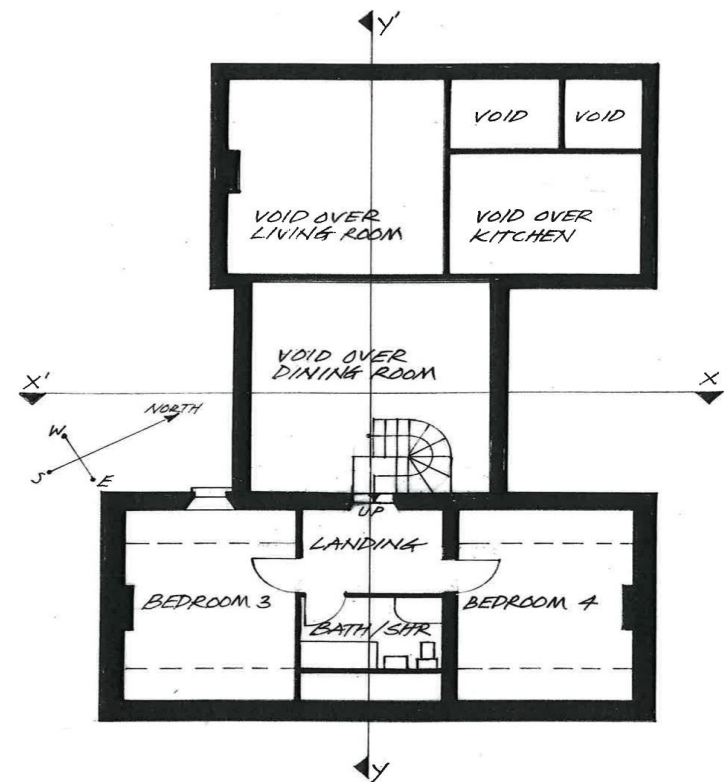 Y'
VOID
VOID
VOID OVER
LIVING ROOM
VOID OVER
KITCHEN
VOID OVER
DINING ROOM
X'
X
NORTH
W
S
E
UP
LANDING
BEDROOM 3
BEDROOM 4
BATH/SHR
Y